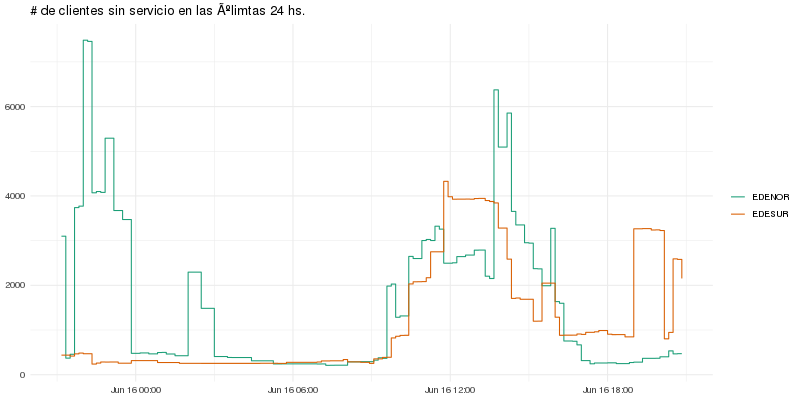 # de clientes sin servicio en las Ãºlimtas 24 hs.
6000
4000
2000
0
Jun 16 00:00
Jun 16 06:00
Jun 16 12:00
Jun 16 18:00
EDENOR
EDESUR